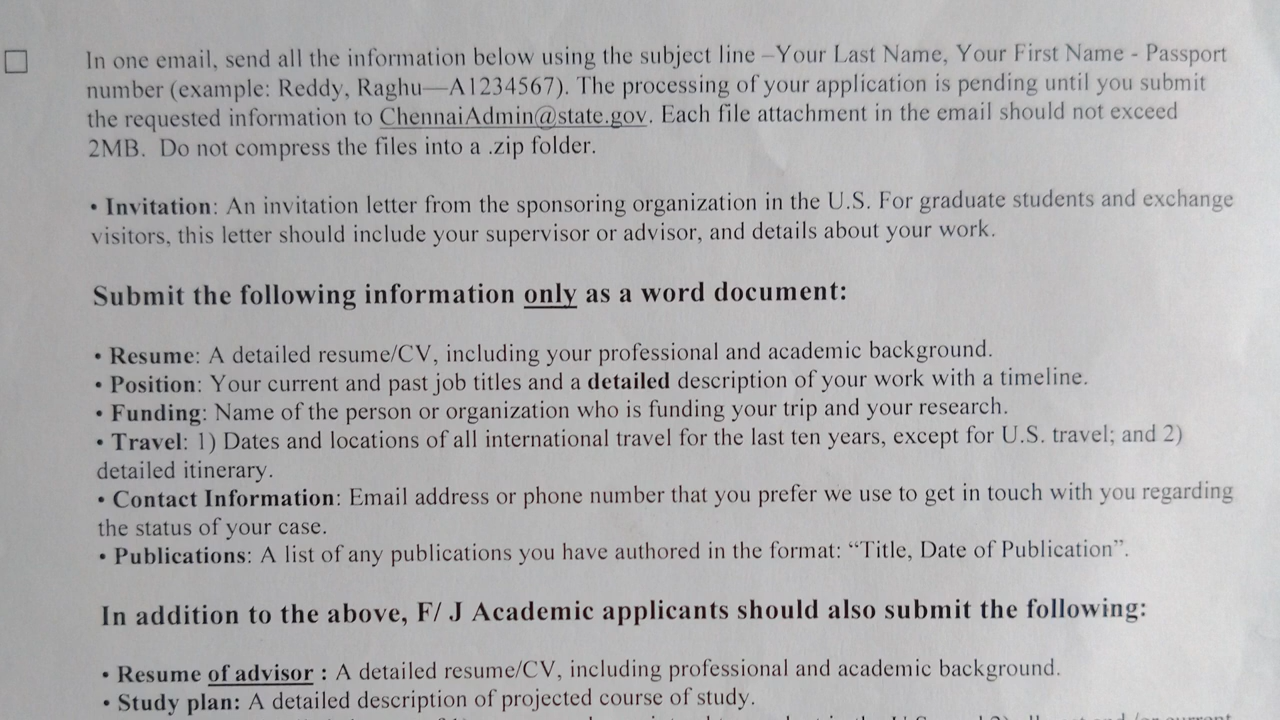 In one email, send all the information below using the subject line –Your Last Name, Your First Name - Passport
number (example: Reddy, Raghu—A1234567). The processing of your application is pending until you submit
the requested information to ChennaiAdmin@state.gov. Each file attachment in the email should not exceed
2MB. Do not compress the files into a .zip folder.
• Invitation: An invitation letter from the sponsoring organization in the U.S. For graduate students and exchange
visitors, this letter should include your supervisor or advisor, and details about your work.
Submit the following information only as a word document:
• Resume: A detailed resume/CV, including your professional and academic background.
• Position: Your current and past job titles and a detailed description of your work with a timeline.
• Funding: Name of the person or organization who is funding your trip and your research.
• Travel: 1) Dates and locations of all international travel for the last ten years, except for U.S. travel; and 2)
detailed itinerary.
• Contact Information: Email address or phone number that you prefer we use to get in touch with you regarding
the status of your case.
• Publications: A list of any publications you have authored in the format: “Title, Date of Publication”.
In addition to the above, F/ J Academic applicants should also submit the following:
• Resume of advisor : A detailed resume/CV, including professional and academic background.
• Study plan: A detailed description of projected course of study.